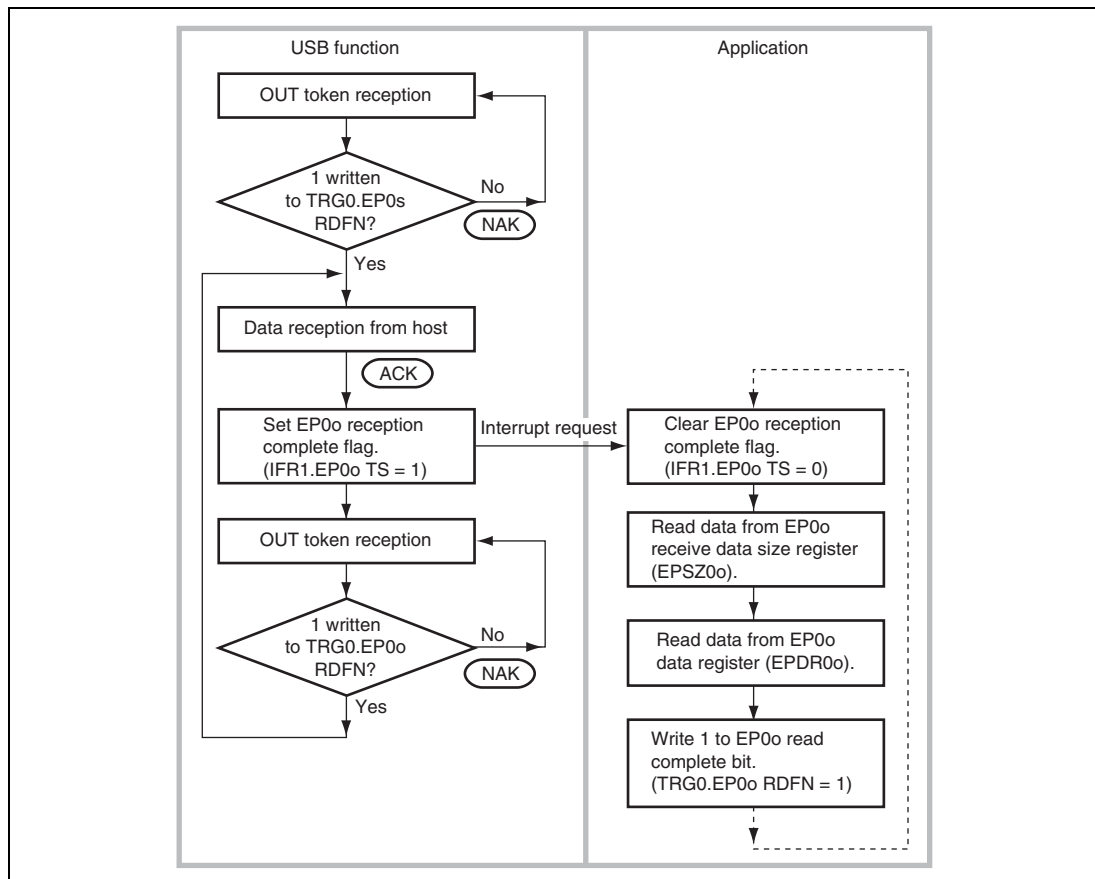 USB function
OUT token reception
1 written
to TRG0.EP0s
RDFN?
No
NAK
Yes
Data reception from host
ACK
Set EP0o reception
complete flag.
(IFR1.EP0o TS = 1)
Interrupt request
OUT token reception
1 written
to TRG0.EP0o
RDFN?
No
NAK
Yes
Application
Clear EP0o reception
complete flag.
(IFR1.EP0o TS = 0)
Read data from EP0o
receive data size register
(EPSZ0o).
Read data from EP0o
data register (EPDR0o).
Write 1 to EP0o read
complete bit.
(TRG0.EP0o RDFN = 1)